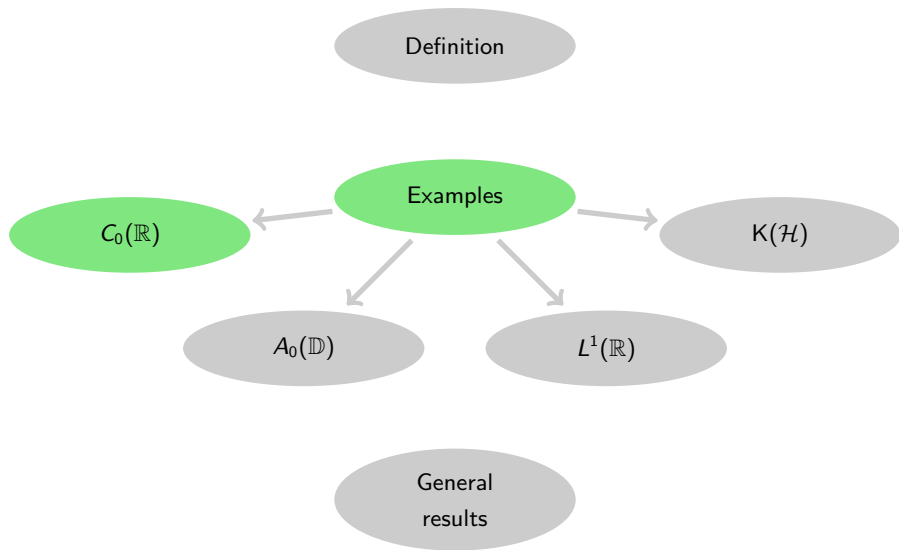 Definition
Examples
C₀(ℝ)
K(ℋ)
A₀(𝔻)
L¹(ℝ)
General
results